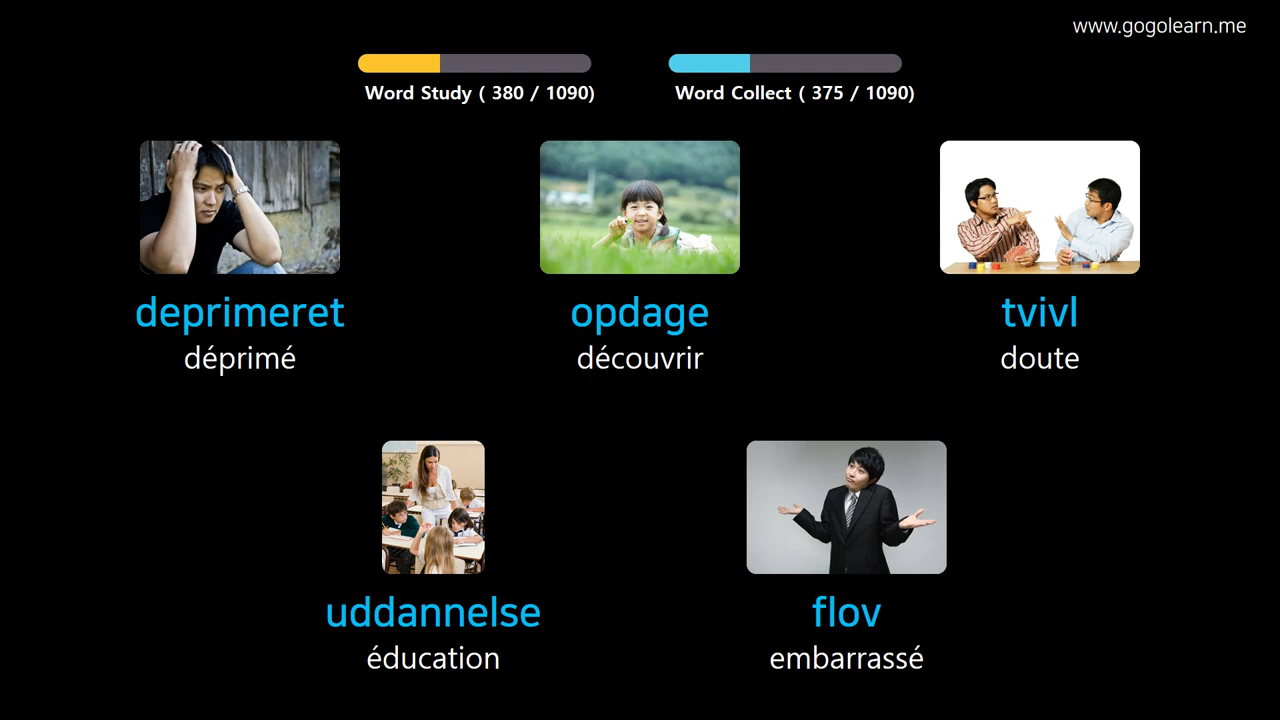 www.gogolearn.me
Word Study ( 380 / 1090)
Word Collect ( 375 / 1090)
deprimeret
déprimé
opdage
découvrir
tvivl
doute
uddannelse
éducation
flov
embarrassé